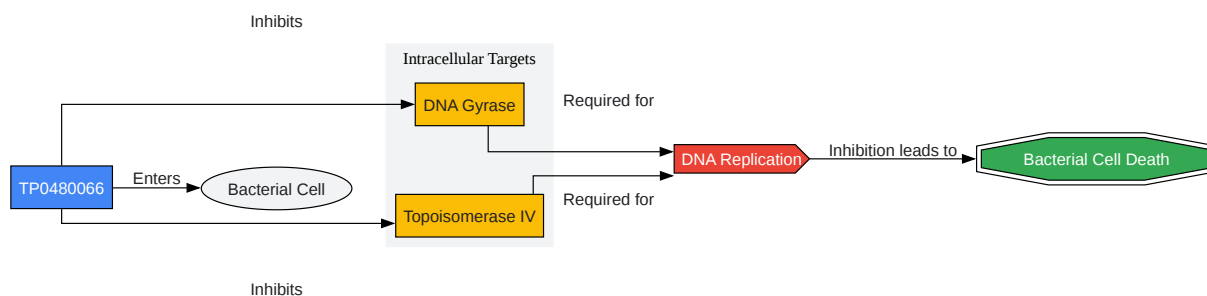 Inhibits
Intracellular Targets
DNA Gyrase
Required for
DNA Replication
Inhibition leads to
Bacterial Cell Death
TP0480066
Enters
Bacterial Cell
Topoisomerase IV
Required for
Inhibits